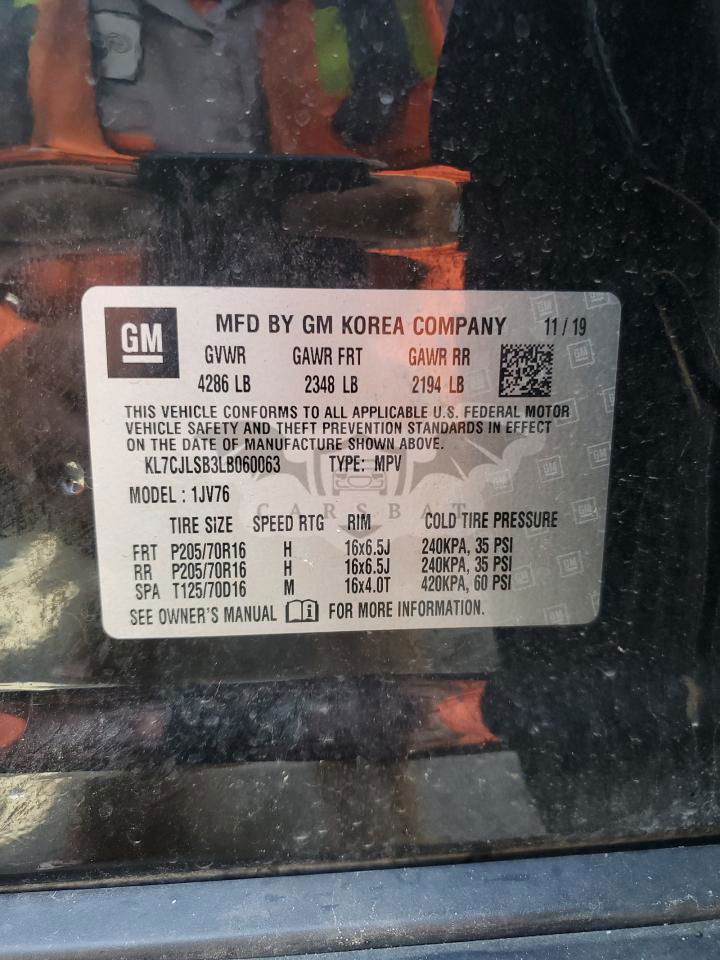 GM MFD BY GM KOREA COMPANY 11/19
GVWR GAWR FRT GAWR RR
4286 LB 2348 LB 2194 LB
THIS VEHICLE CONFORMS TO ALL APPLICABLE U.S. FEDERAL MOTOR
VEHICLE SAFETY AND THEFT PREVENTION STANDARDS IN EFFECT
ON THE DATE OF MANUFACTURE SHOWN ABOVE.
KL7CJLSB3LB060063 TYPE: MPV
MODEL : 1JV76
CARSBAT
TIRE SIZE SPEED RTG RIM COLD TIRE PRESSURE
FRT P205/70R16 H 16x6.5J 240KPA, 35 PSI
RR P205/70R16 H 16x6.5J 240KPA, 35 PSI
SPA T125/70D16 M 16x4.0T 420KPA, 60 PSI
SEE OWNER'S MANUAL FOR MORE INFORMATION.